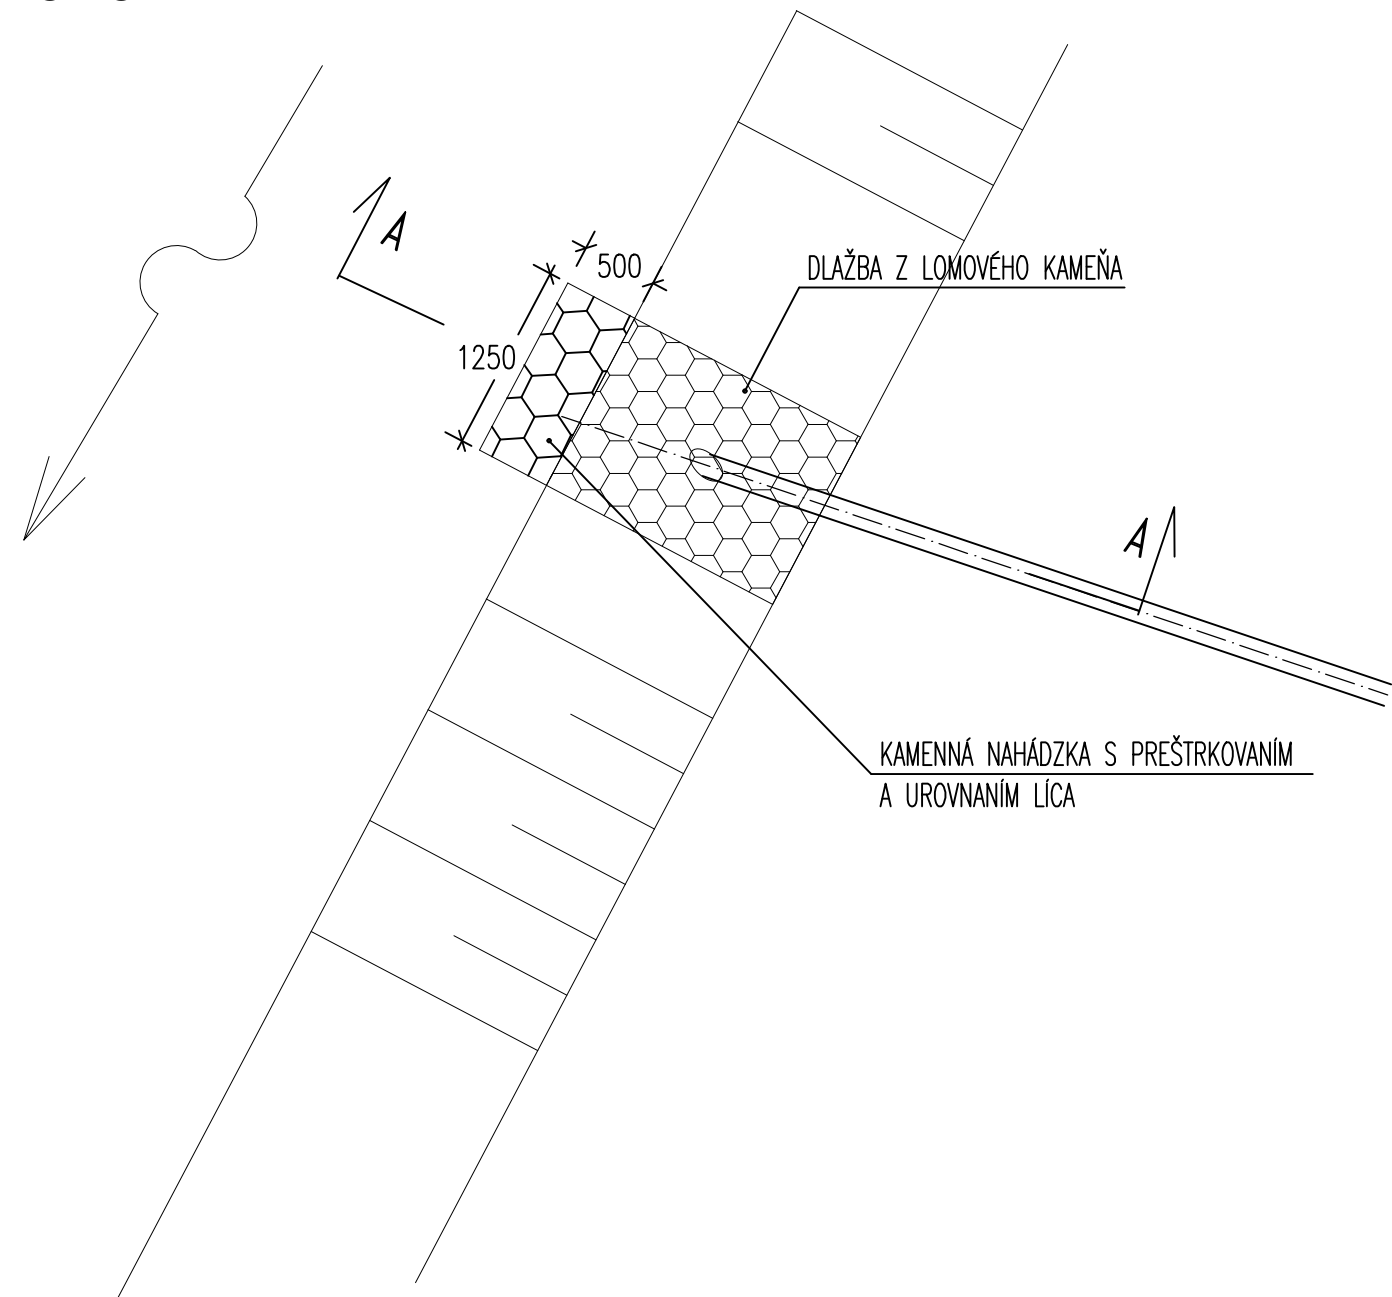 A
500
DLAŽBA Z LOMOVÉHO KAMEŇA
1250
A
KAMENNÁ NAHÁDZKA S PREŠTRKOVANÍM
A UROVNANÍM LÍCA